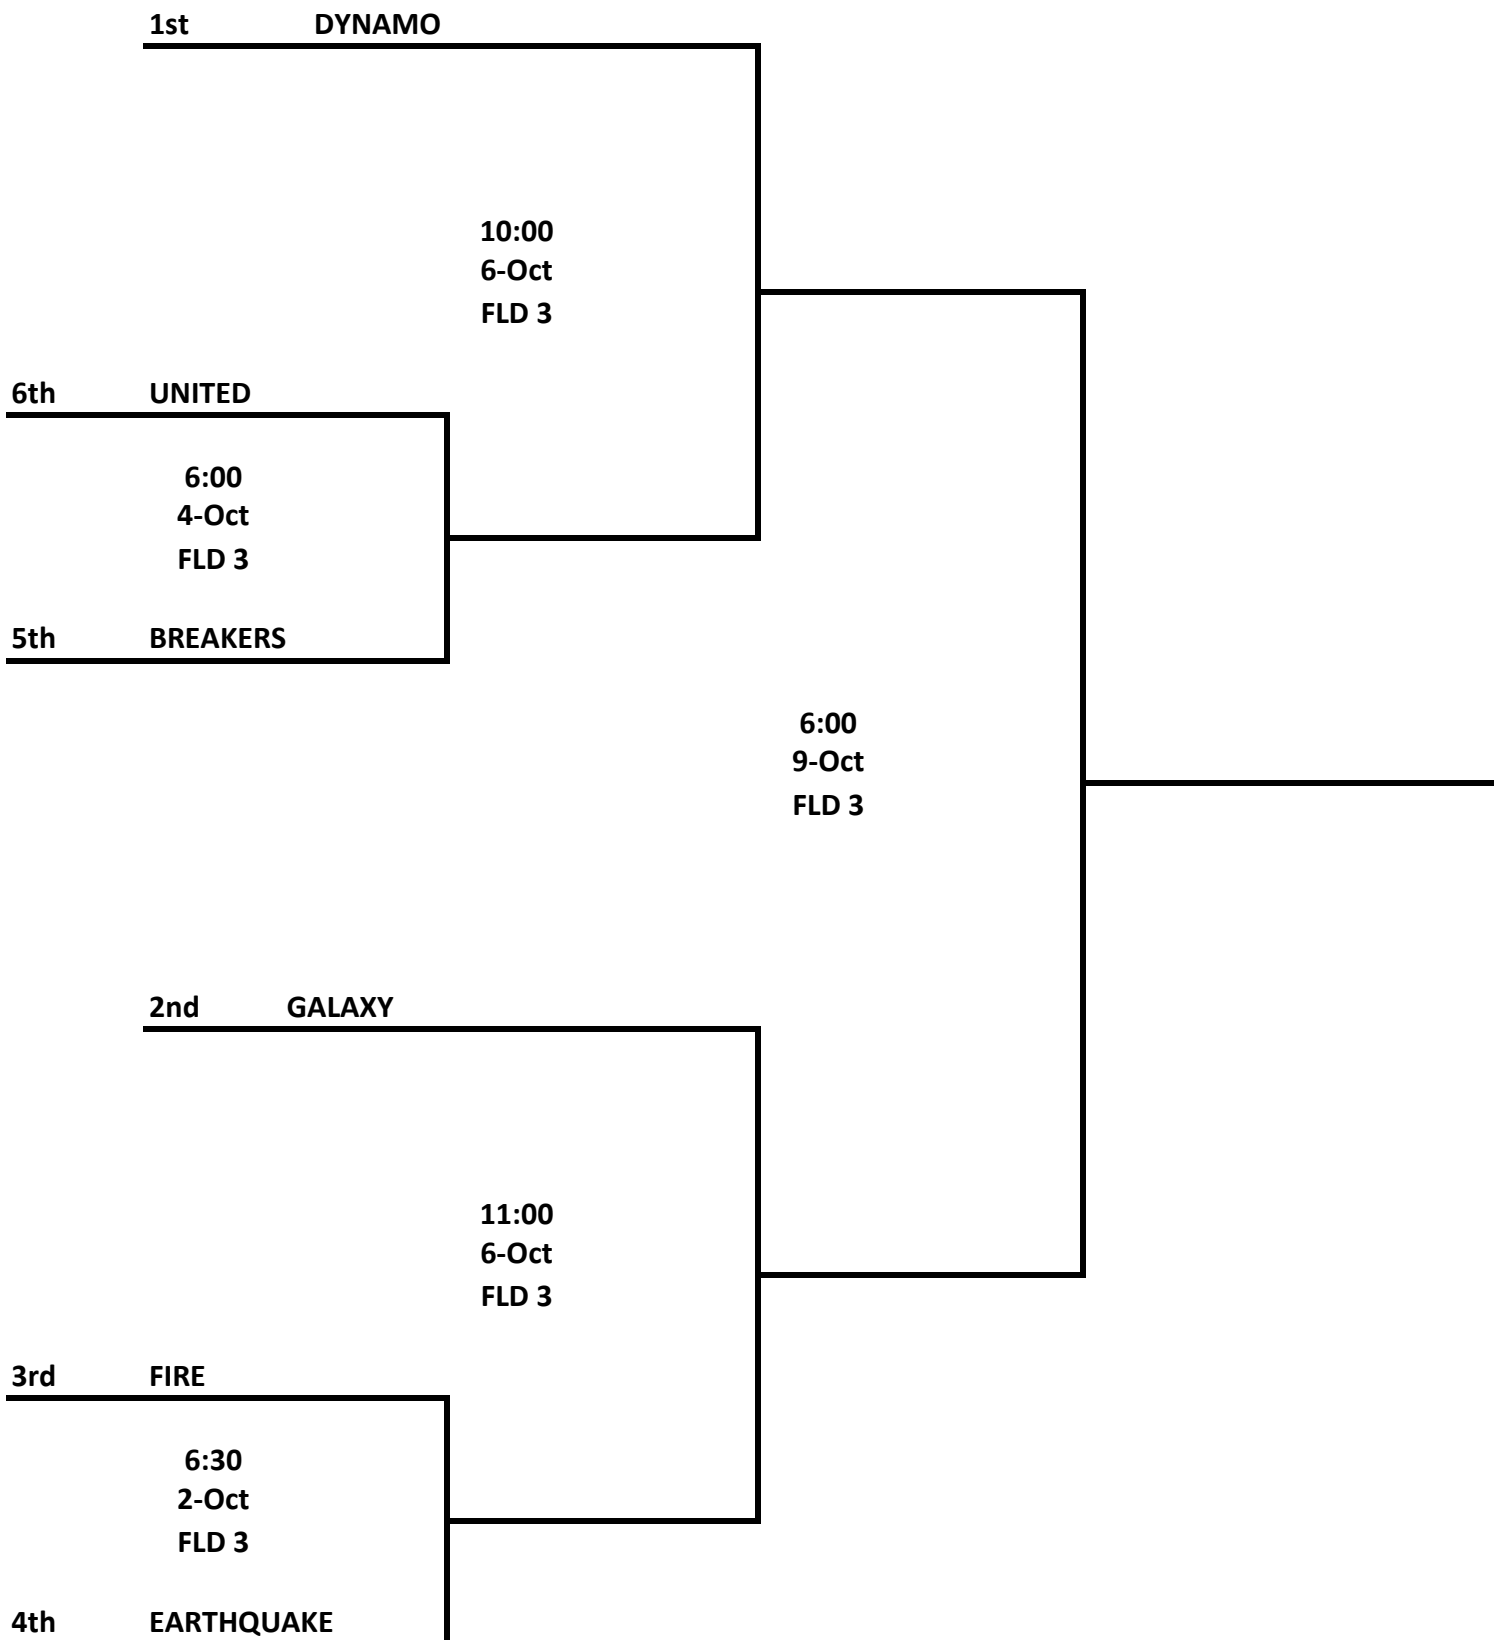 1st DYNAMO
10:00
6-Oct
FLD 3
6th UNITED
6:00
4-Oct
FLD 3
5th BREAKERS
6:00
9-Oct
FLD 3
2nd GALAXY
11:00
6-Oct
FLD 3
3rd FIRE
6:30
2-Oct
FLD 3
4th EARTHQUAKE